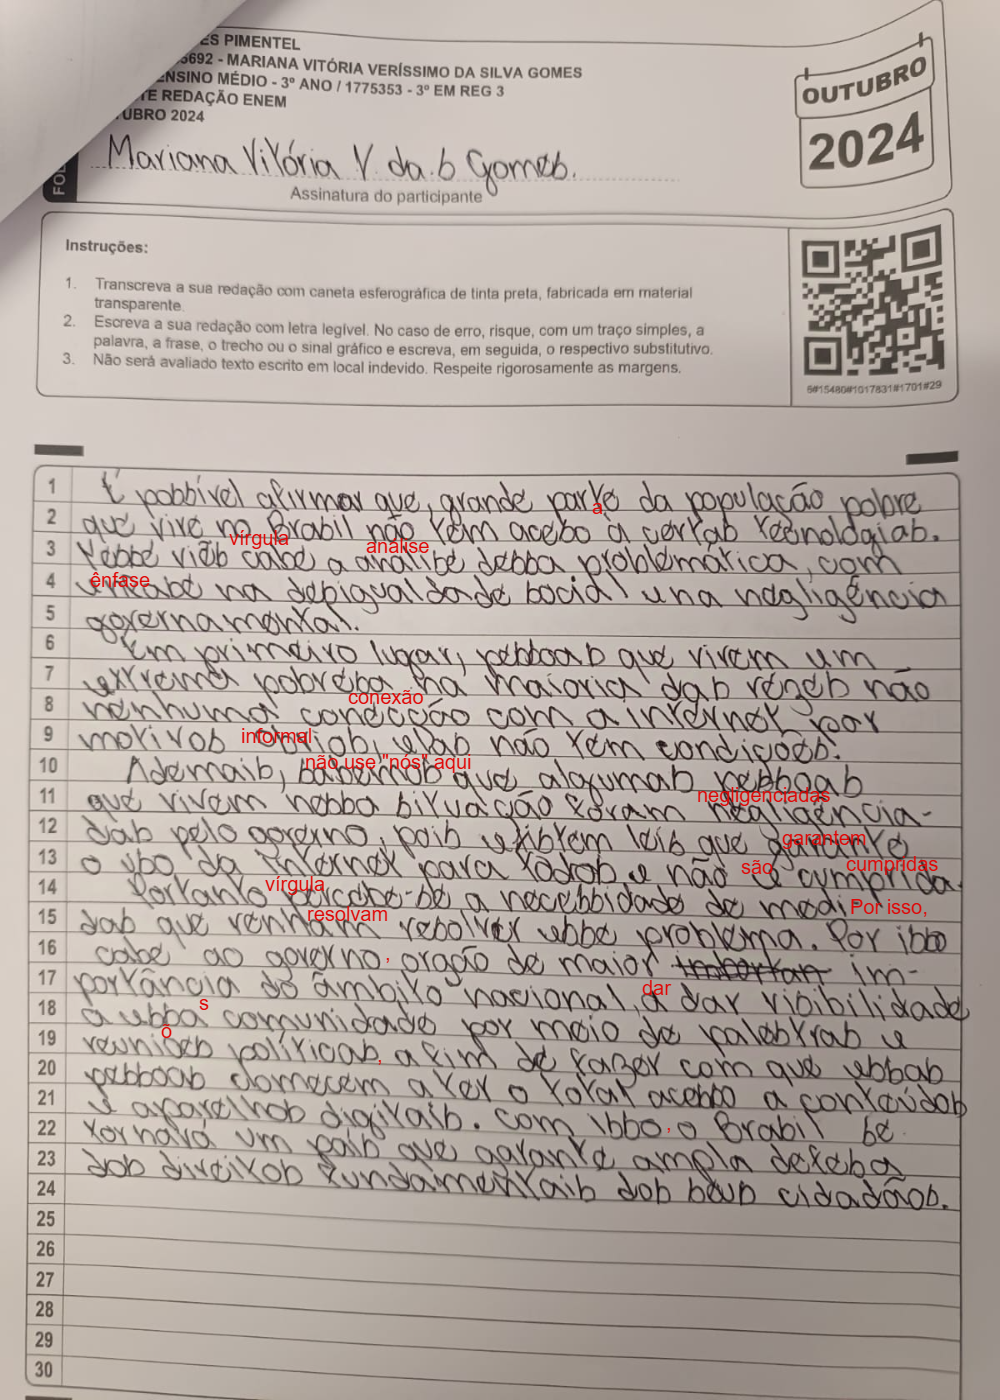 ES PIMENTEL
5692 - MARIANA VITÓRIA VERÍSSIMO DA SILVA GOMES
ENSINO MÉDIO - 3º ANO / 1775353 - 3º EM REG 3
TE REDAÇÃO ENEM
UBRO 2024
OUTUBRO
2024
FOL
Mariana Vitória V. da. s Gomes.
Assinatura do participante
Instruções:
1. Transcreva a sua redação com caneta esferográfica de tinta preta, fabricada em material
transparente.
2. Escreva a sua redação com letra legível. No caso de erro, risque, com um traço simples, a
palavra, a frase, o trecho ou o sinal gráfico e escreva, em seguida, o respectivo substitutivo.
3. Não será avaliado texto escrito em local indevido. Respeite rigorosamente as margens.
6#15486#1017831#1701#29
1 É possível afirmar que, grande parte da população pobre
a
2 que vive no Brasil não têm acesso à certas tecnologias.
vírgula
análise
3 Nesse viés cabe a análise dessa problemática, com
ênfase
4 enfase na desigualdade social e na negligência
5 governamental.
6 Em primeiro lugar, pessoas que vivem um
7 extrema pobreza na maioria das vezes não
conexão
8 nenhuma condição com a internet por
informal
9 motivos óbvios, elas não têm condições!
não use "nós" aqui
10 Ademais, sabemos que algumas pessoas
negligenciadas
11 que vivem nessa situação foram negligencia-
garantem
12 das pelo governo, pois existem leis que garante
são
cumpridas
13 o uso da internet para todos e não é cumprida.
vírgula
14 Portanto percebe-se a necessidade de medi-
Por isso,
resolvam
15 das que venham resolver esse problema. Por isso
16 cabe ao governo, orgão de maior importan im-
dar
17 portância do âmbito nacional, a dar visibilidade
s
18 a essa comunidade por meio de palestras e
õ
19 reuniões políticas, a fim de fazer com que essas
20 pessoas comecem a ter o total acesso a conteúdos
21 e aparelhos digitais. Com isso, o Brasil se
22 tornará um país que garante ampla defesa
23 dos direitos fundamentais dos seus cidadãos.
24
25
26
27
28
29
30